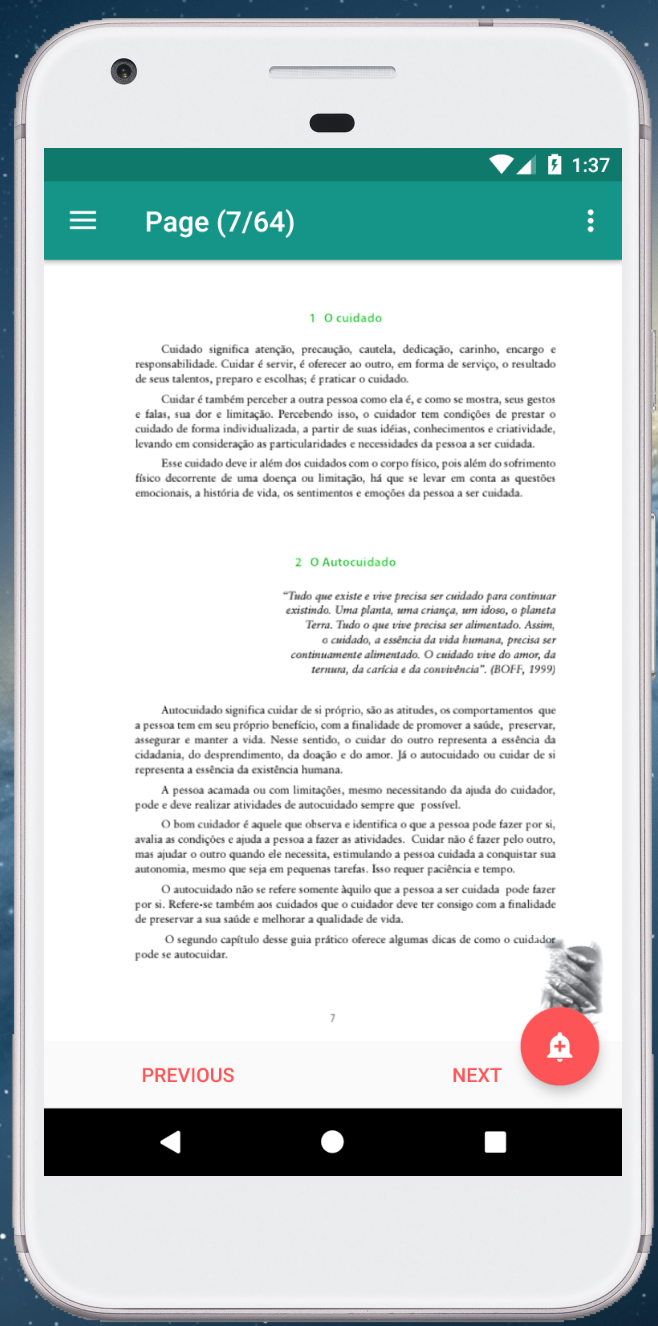 1:37
Page (7/64)
1 O cuidado
Cuidado significa atenção, precaução, cautela, dedicação, carinho, encargo e
responsabilidade. Cuidar é servir, é oferecer ao outro, em forma de serviço, o resultado
de seus talentos, preparo e escolhas; é praticar o cuidado.
Cuidar é também perceber a outra pessoa como ela é, e como se mostra, seus gestos
e falas, sua dor e limitação. Percebendo isso, o cuidador tem condições de prestar o
cuidado de forma individualizada, a partir de suas idéias, conhecimentos e criatividade,
levando em consideração as particularidades e necessidades da pessoa a ser cuidada.
Esse cuidado deve ir além dos cuidados com o corpo físico, pois além do sofrimento
físico decorrente de uma doença ou limitação, há que se levar em conta as questões
emocionais, a história de vida, os sentimentos e emoções da pessoa a ser cuidada.
2 O Autocuidado
“Tudo que existe e vive precisa ser cuidado para continuar
existindo. Uma planta, uma criança, um idoso, o planeta
Terra. Tudo o que vive precisa ser alimentado. Assim,
o cuidado, a essência da vida humana, precisa ser
continuamente alimentado. O cuidado vive do amor, da
ternura, da carícia e da convivência”. (BOFF, 1999)
Autocuidado significa cuidar de si próprio, são as atitudes, os comportamentos que
a pessoa tem em seu próprio benefício, com a finalidade de promover a saúde, preservar,
assegurar e manter a vida. Nesse sentido, o cuidar do outro representa a essência da
cidadania, do desprendimento, da doação e do amor. Já o autocuidado ou cuidar de si
representa a essência da existência humana.
A pessoa acamada ou com limitações, mesmo necessitando da ajuda do cuidador,
pode e deve realizar atividades de autocuidado sempre que possível.
O bom cuidador é aquele que observa e identifica o que a pessoa pode fazer por si,
avalia as condições e ajuda a pessoa a fazer as atividades. Cuidar não é fazer pelo outro,
mas ajudar o outro quando ele necessita, estimulando a pessoa cuidada a conquistar sua
autonomia, mesmo que seja em pequenas tarefas. Isso requer paciência e tempo.
O autocuidado não se refere somente àquilo que a pessoa a ser cuidada pode fazer
por si. Refere-se também aos cuidados que o cuidador deve ter consigo com a finalidade
de preservar a sua saúde e melhorar a qualidade de vida.
O segundo capítulo desse guia prático oferece algumas dicas de como o cuidador
pode se autocuidar.
7
PREVIOUS NEXT